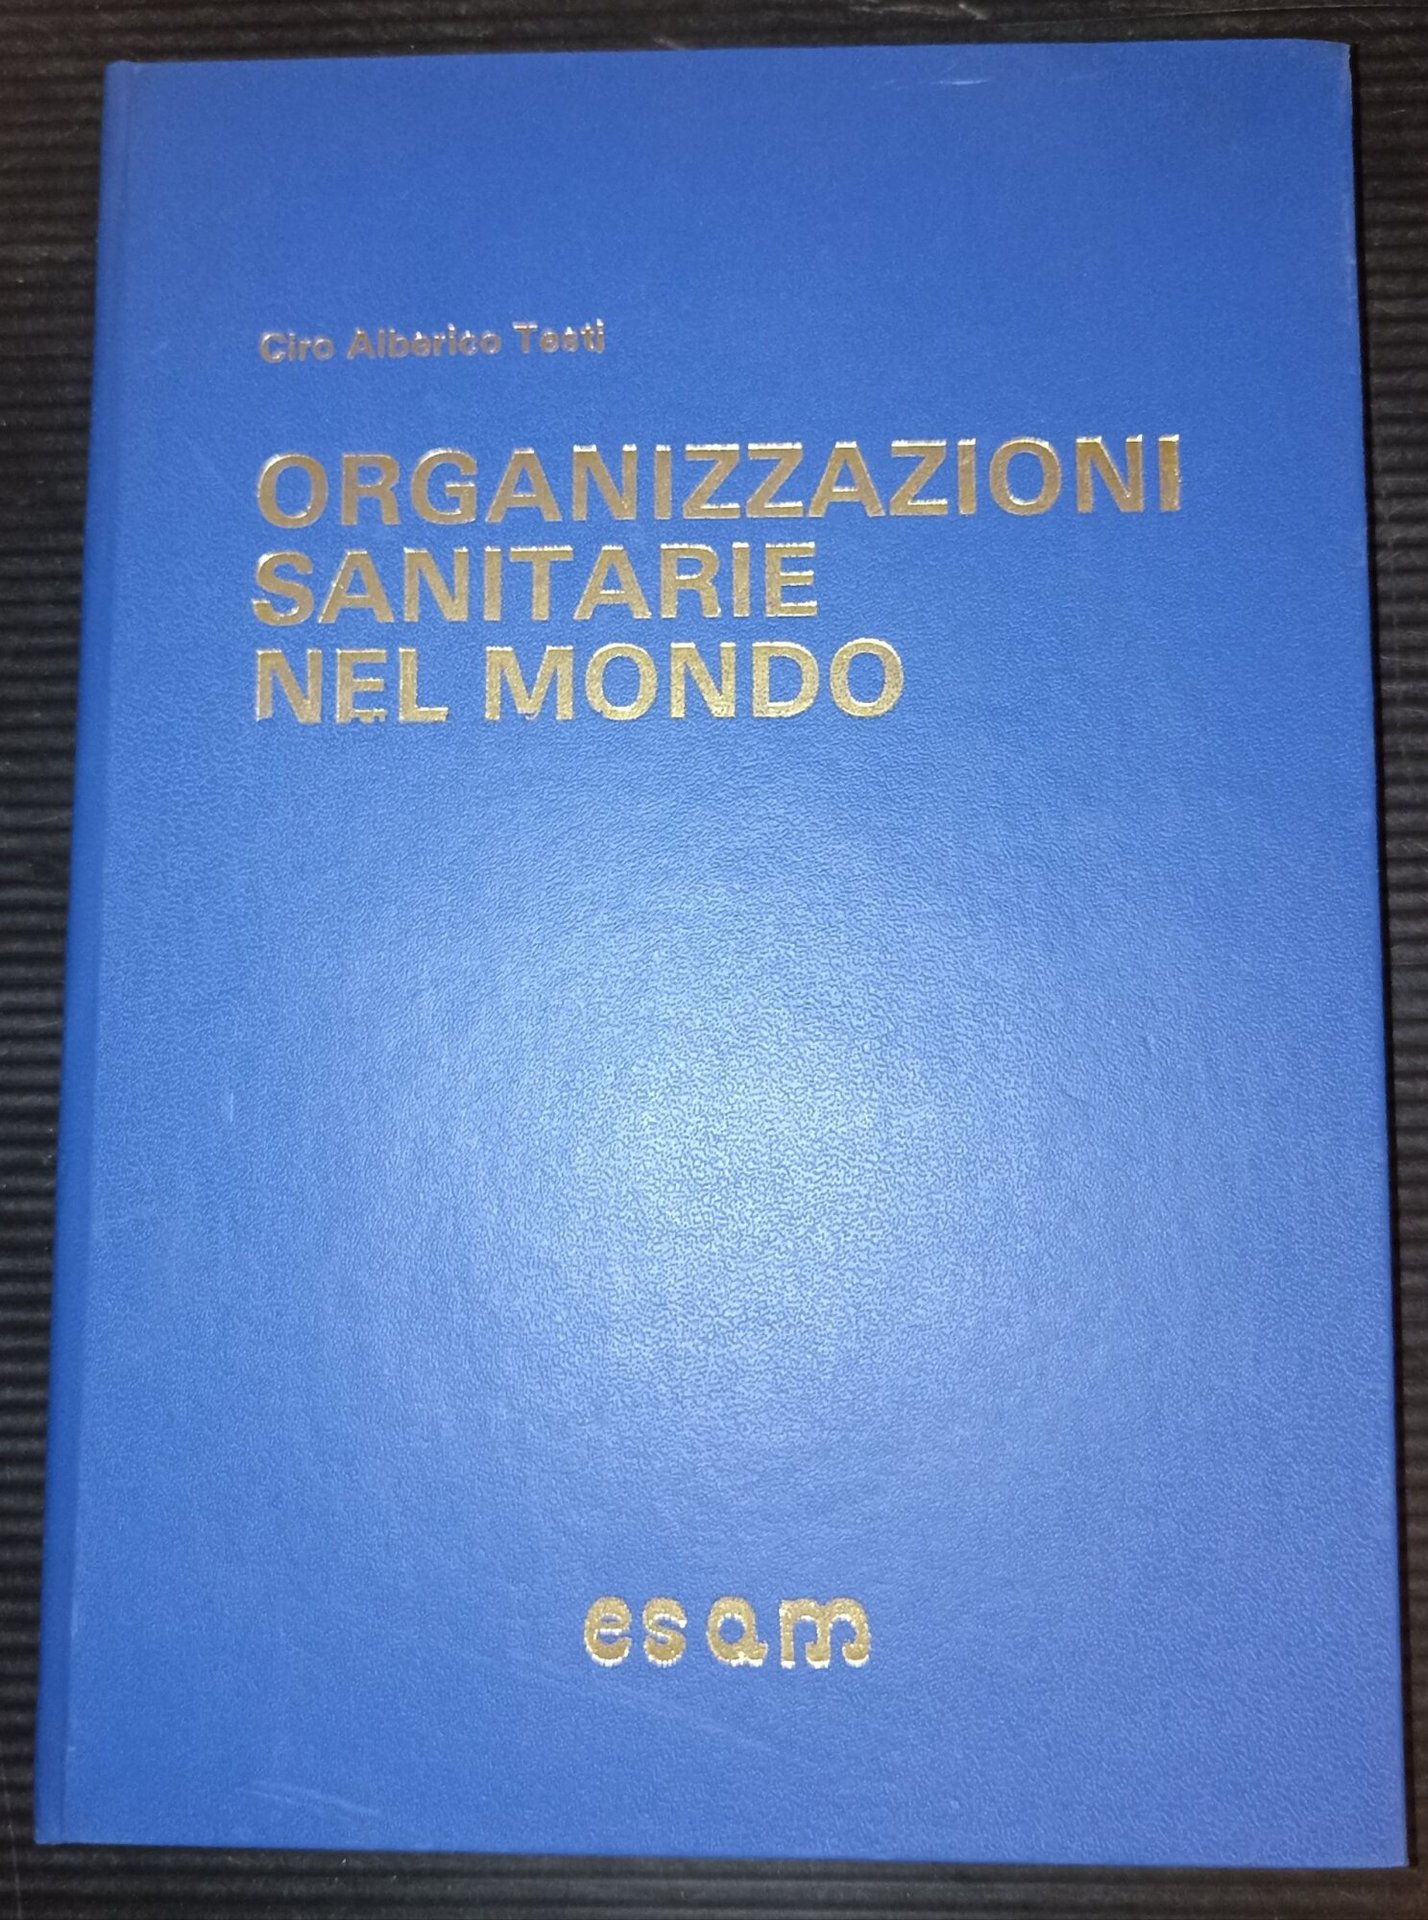 Ciro Alberico Testi
ORGANIZZAZIONI
SANITARIE
NEL MONDO
esam